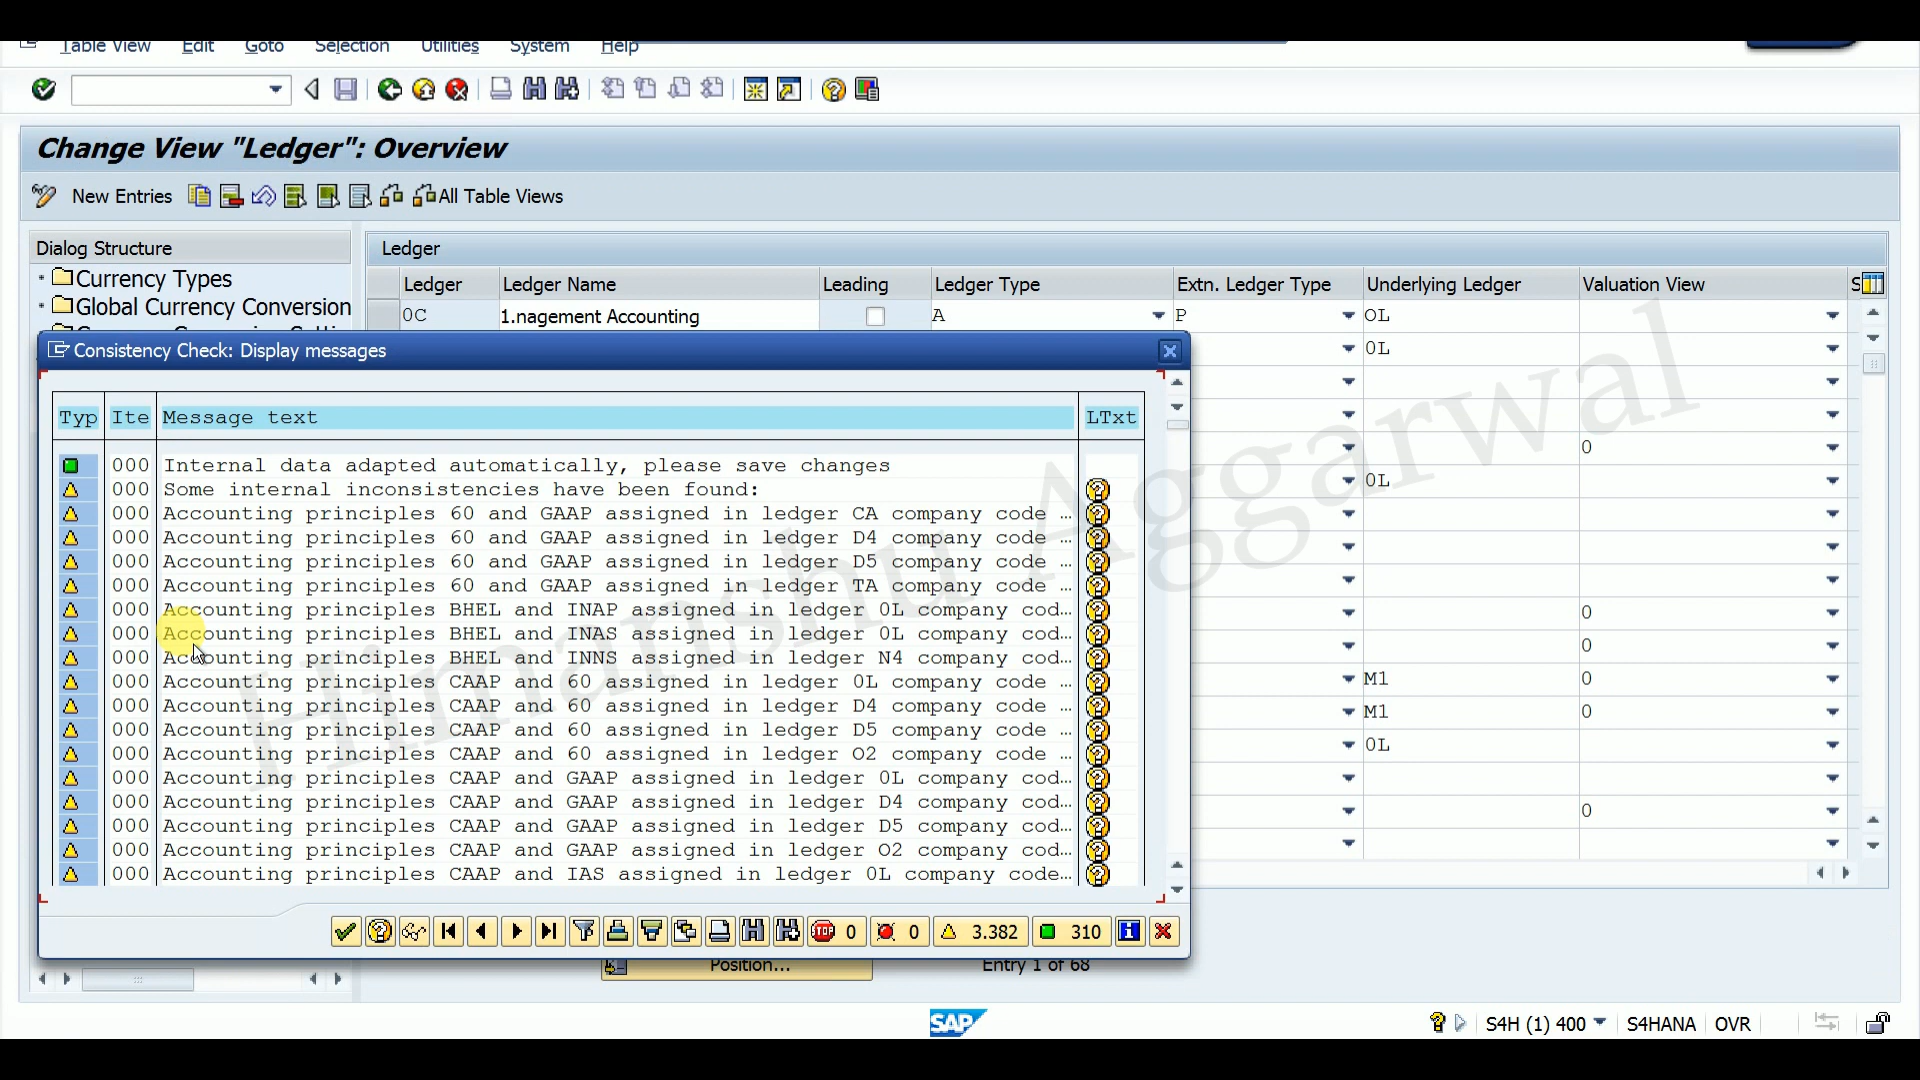 Table View Edit Goto Selection Utilities System Help
Change View "Ledger": Overview
New Entries All Table Views
Dialog Structure
Currency Types
Global Currency Conversion
Ledger
Ledger Ledger Name Leading Ledger Type Extn. Ledger Type Underlying Ledger Valuation View S
0C 1.nagement Accounting A P 0L
0L
0
0L
0
0
M1 0
M1 0
0L
0
Consistency Check: Display messages
Typ Ite Message text LTxt
000 Internal data adapted automatically, please save changes
000 Some internal inconsistencies have been found:
000 Accounting principles 60 and GAAP assigned in ledger CA company code …
000 Accounting principles 60 and GAAP assigned in ledger D4 company code …
000 Accounting principles 60 and GAAP assigned in ledger D5 company code …
000 Accounting principles 60 and GAAP assigned in ledger TA company code …
000 Accounting principles BHEL and INAP assigned in ledger 0L company cod…
000 Accounting principles BHEL and INAS assigned in ledger 0L company cod…
000 Accounting principles BHEL and INNS assigned in ledger N4 company cod…
000 Accounting principles CAAP and 60 assigned in ledger 0L company code …
000 Accounting principles CAAP and 60 assigned in ledger D4 company code …
000 Accounting principles CAAP and 60 assigned in ledger D5 company code …
000 Accounting principles CAAP and 60 assigned in ledger O2 company code …
000 Accounting principles CAAP and GAAP assigned in ledger 0L company cod…
000 Accounting principles CAAP and GAAP assigned in ledger D4 company cod…
000 Accounting principles CAAP and GAAP assigned in ledger D5 company cod…
000 Accounting principles CAAP and GAAP assigned in ledger O2 company cod…
000 Accounting principles CAAP and IAS assigned in ledger 0L company code…
STOP 0 0 3.382 310
Position... Entry 1 of 68
SAP S4H (1) 400 S4HANA OVR
Himanshu Aggarwal